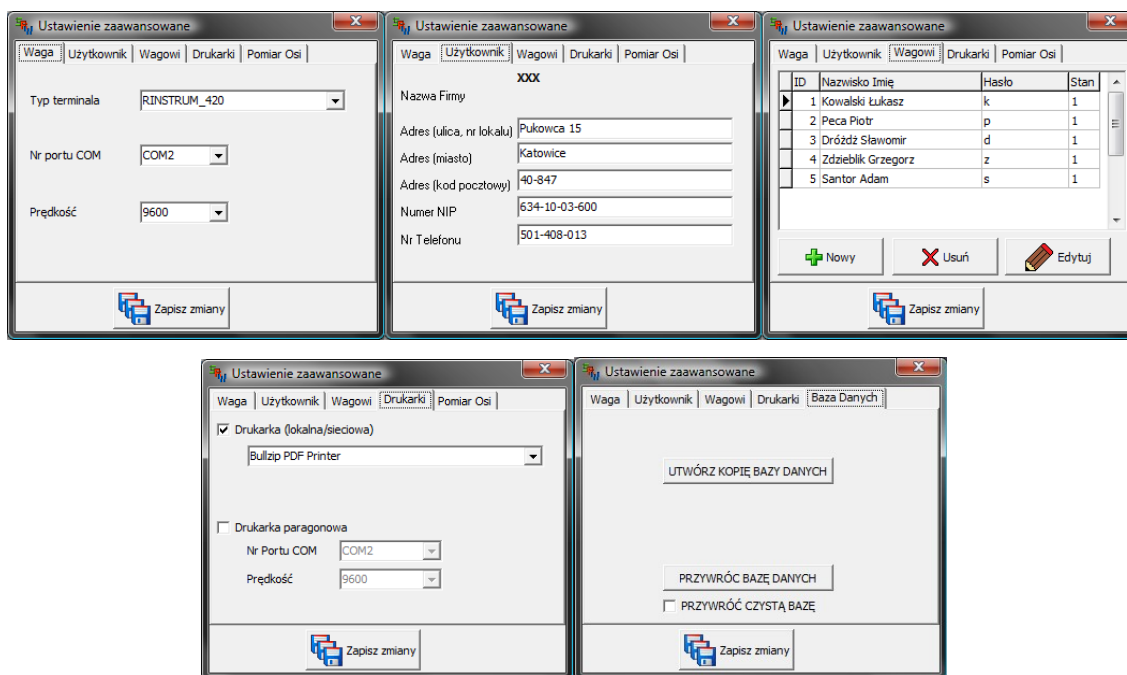 Ustawienie zaawansowane
Waga Użytkownik Wagowi Drukarki Pomiar Osi
Typ terminala RINSTRUM_420
Nr portu COM COM2
Prędkość 9600
Zapisz zmiany
Ustawienie zaawansowane
Waga Użytkownik Wagowi Drukarki Pomiar Osi
XXX
Nazwa Firmy
Adres (ulica, nr lokalu) Pukowca 15
Adres (miasto) Katowice
Adres (kod pocztowy) 40-847
Numer NIP 634-10-03-600
Nr Telefonu 501-408-013
Zapisz zmiany
Ustawienie zaawansowane
Waga Użytkownik Wagowi Drukarki Pomiar Osi
ID Nazwisko Imię Hasło Stan
1 Kowalski Łukasz k 1
2 Peca Piotr p 1
3 Dróżdż Sławomir d 1
4 Zdzieblik Grzegorz z 1
5 Santor Adam s 1
Nowy Usuń Edytuj
Zapisz zmiany
Ustawienie zaawansowane
Waga Użytkownik Wagowi Drukarki Pomiar Osi
Drukarka (lokalna/sieciowa)
Bullzip PDF Printer
Drukarka paragonowa
Nr Portu COM COM2
Prędkość 9600
Zapisz zmiany
Ustawienie zaawansowane
Waga Użytkownik Wagowi Drukarki Baza Danych
UTWÓRZ KOPIĘ BAZY DANYCH
PRZYWRÓĆ BAZĘ DANYCH
PRZYWRÓĆ CZYSTĄ BAZĘ
Zapisz zmiany